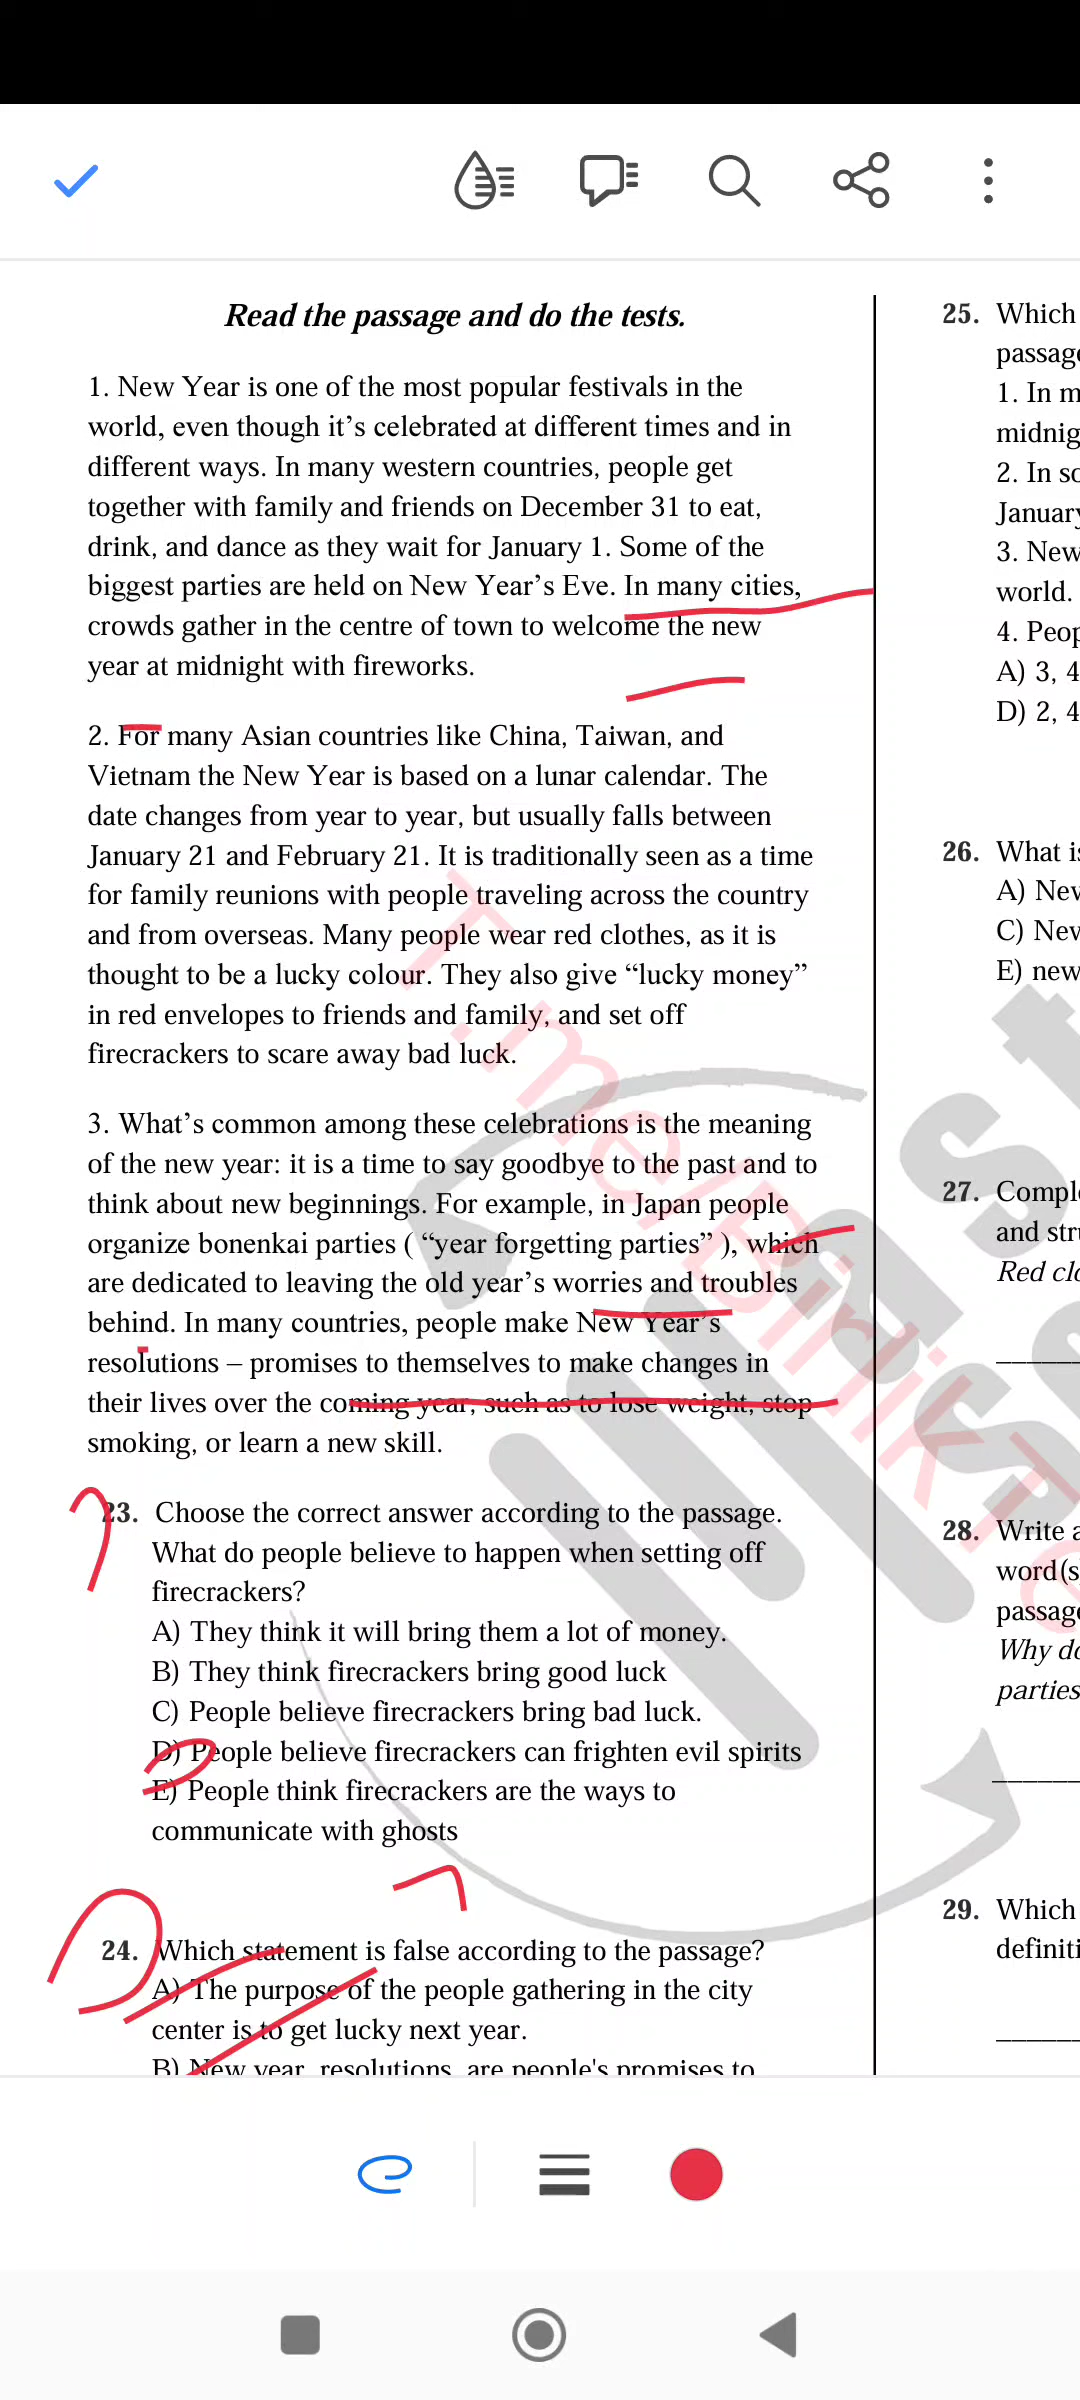 Read the passage and do the tests.
1. New Year is one of the most popular festivals in the
world, even though it’s celebrated at different times and in
different ways. In many western countries, people get
together with family and friends on December 31 to eat,
drink, and dance as they wait for January 1. Some of the
biggest parties are held on New Year’s Eve. In many cities,
crowds gather in the centre of town to welcome the new
year at midnight with fireworks.
2. For many Asian countries like China, Taiwan, and
Vietnam the New Year is based on a lunar calendar. The
date changes from year to year, but usually falls between
January 21 and February 21. It is traditionally seen as a time
for family reunions with people traveling across the country
and from overseas. Many people wear red clothes, as it is
thought to be a lucky colour. They also give “lucky money”
in red envelopes to friends and family, and set off
firecrackers to scare away bad luck.
3. What’s common among these celebrations is the meaning
of the new year: it is a time to say goodbye to the past and to
think about new beginnings. For example, in Japan people
organize bonenkai parties ( “year forgetting parties” ), which
are dedicated to leaving the old year’s worries and troubles
behind. In many countries, people make New Year’s
resolutions – promises to themselves to make changes in
their lives over the coming year, such as to lose weight, stop
smoking, or learn a new skill.
23. Choose the correct answer according to the passage.
What do people believe to happen when setting off
firecrackers?
A) They think it will bring them a lot of money.
B) They think firecrackers bring good luck
C) People believe firecrackers bring bad luck.
D) People believe firecrackers can frighten evil spirits
E) People think firecrackers are the ways to
communicate with ghosts
24. Which statement is false according to the passage?
A) The purpose of the people gathering in the city
center is to get lucky next year.
B) New year resolutions are people's promises to
25. Which
passage
1. In m
midnig
2. In so
January
3. New
world.
4. Peop
A) 3, 4
D) 2, 4
26. What is
A) New
C) New
E) new
27. Comple
and stru
Red clo
28. Write a
word(s
passage
Why do
parties
29. Which
definiti
T.me/BirlikTe